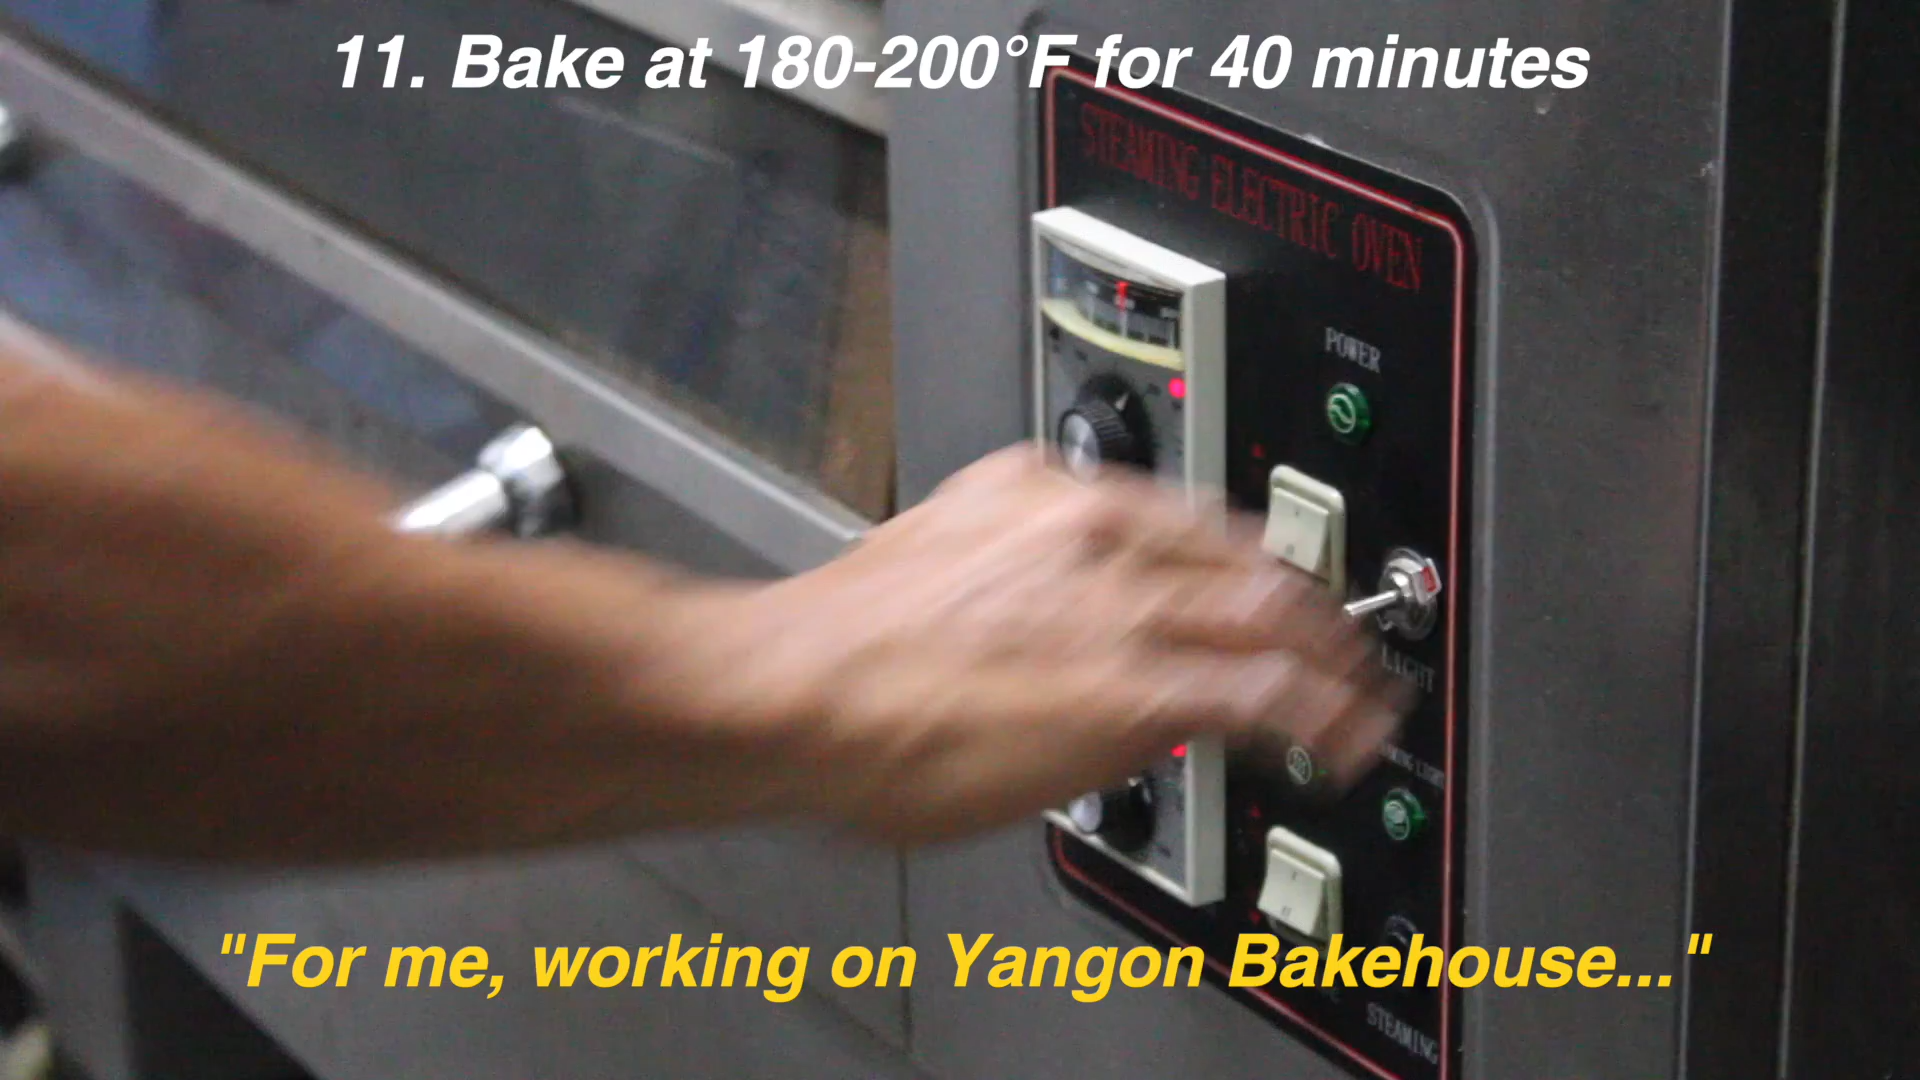 11. Bake at 180-200°F for 40 minutes
STEAMING ELECTRIC OVEN
POWER
LIGHT
STEAMING
"For me, working on Yangon Bakehouse..."